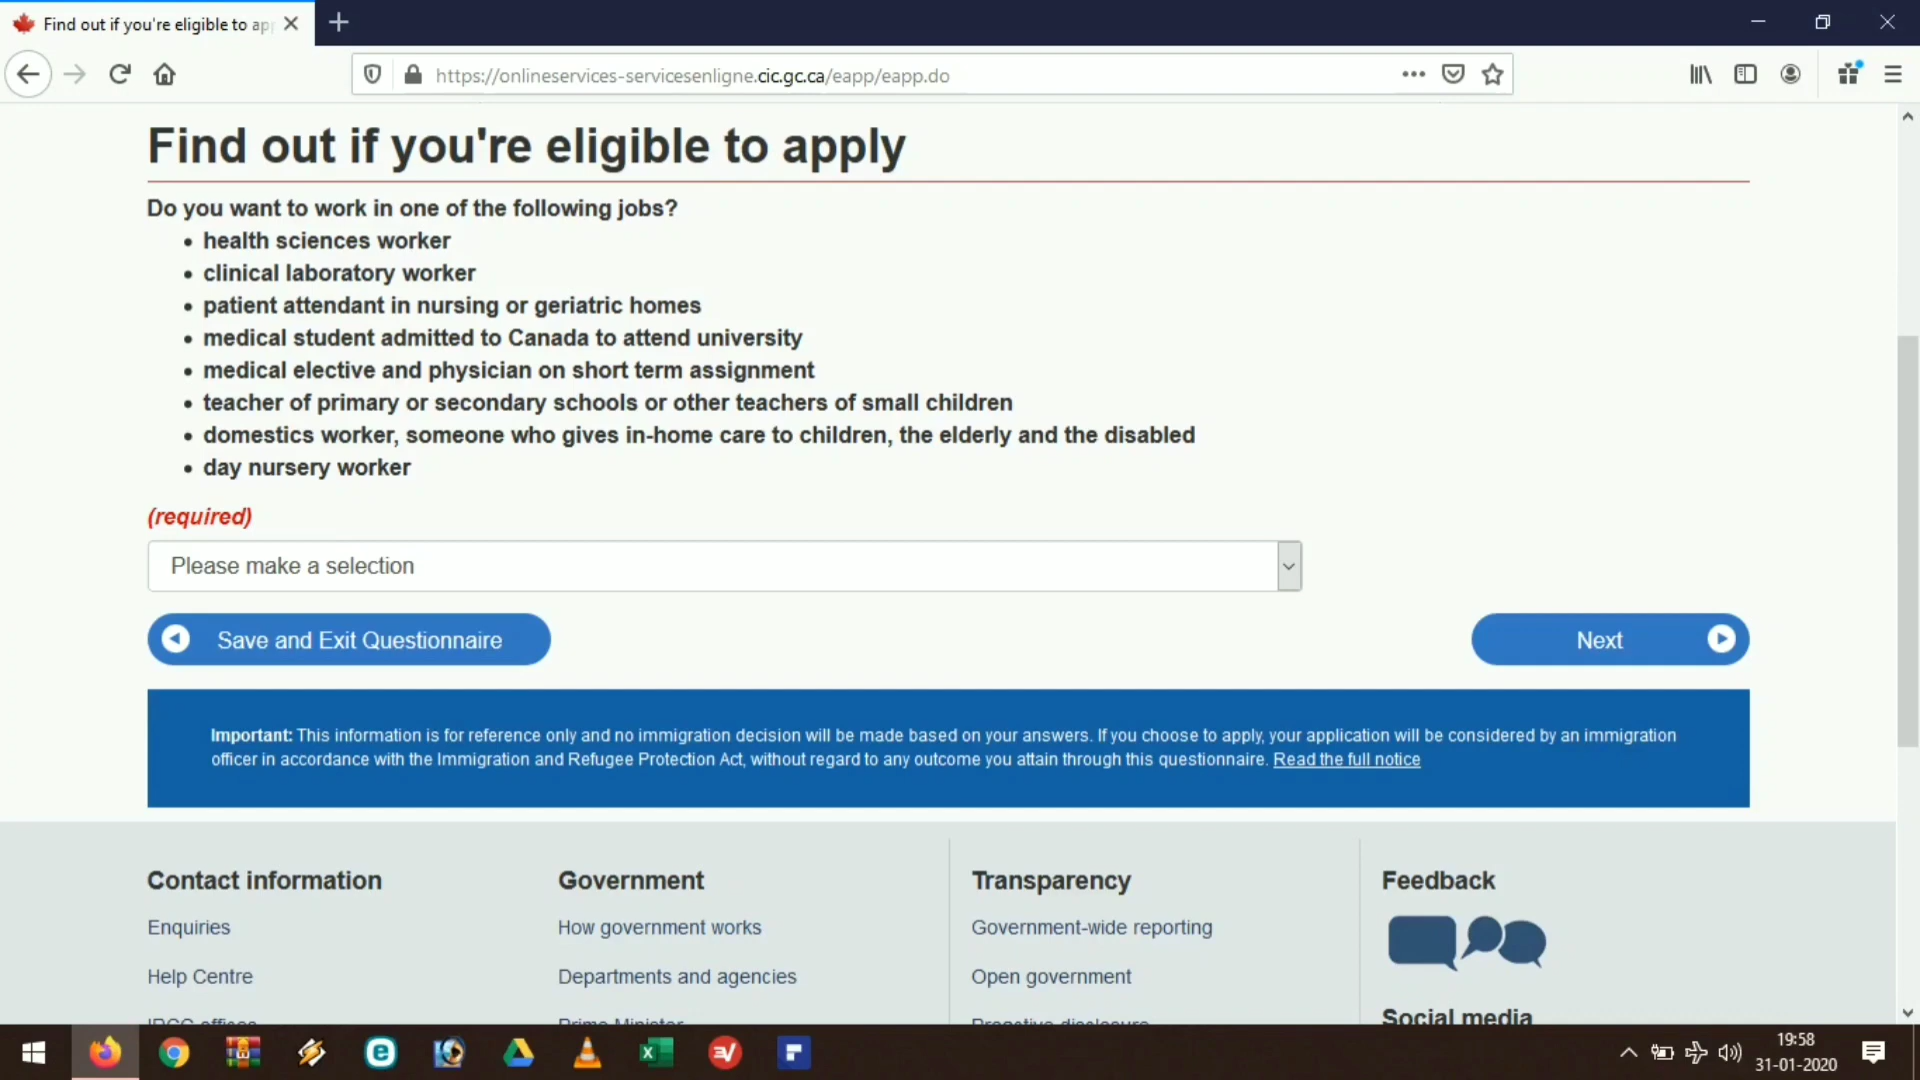 Find out if you're eligible to ap
https://onlineservices-servicesenligne.cic.gc.ca/eapp/eapp.do
Find out if you're eligible to apply
Do you want to work in one of the following jobs?
health sciences worker
clinical laboratory worker
patient attendant in nursing or geriatric homes
medical student admitted to Canada to attend university
medical elective and physician on short term assignment
teacher of primary or secondary schools or other teachers of small children
domestics worker, someone who gives in-home care to children, the elderly and the disabled
day nursery worker
(required)
Please make a selection
Save and Exit Questionnaire
Next
Important: This information is for reference only and no immigration decision will be made based on your answers. If you choose to apply, your application will be considered by an immigration
officer in accordance with the Immigration and Refugee Protection Act, without regard to any outcome you attain through this questionnaire. Read the full notice
Contact information
Enquiries
Help Centre
IRCC offices
Government
How government works
Departments and agencies
Prime Minister
Transparency
Government-wide reporting
Open government
Proactive disclosure
Feedback
Social media
19:58
31-01-2020